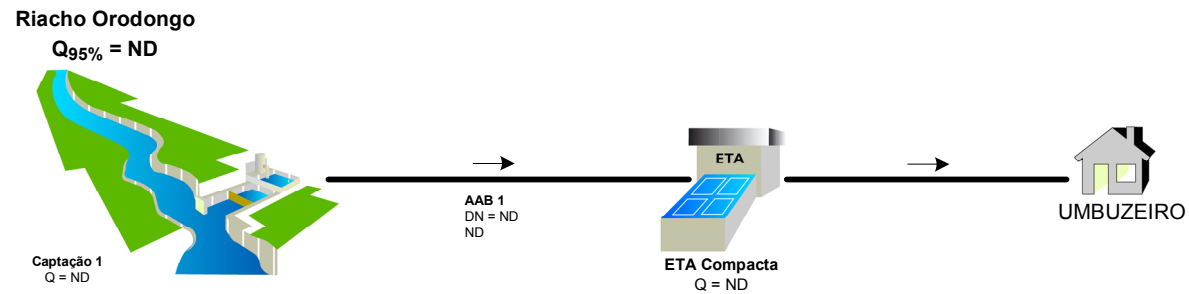 Riacho Orodongo
Q95% = ND
Captação 1
Q = ND
AAB 1
DN = ND
ND
ETA
ETA Compacta
Q = ND
UMBUZEIRO